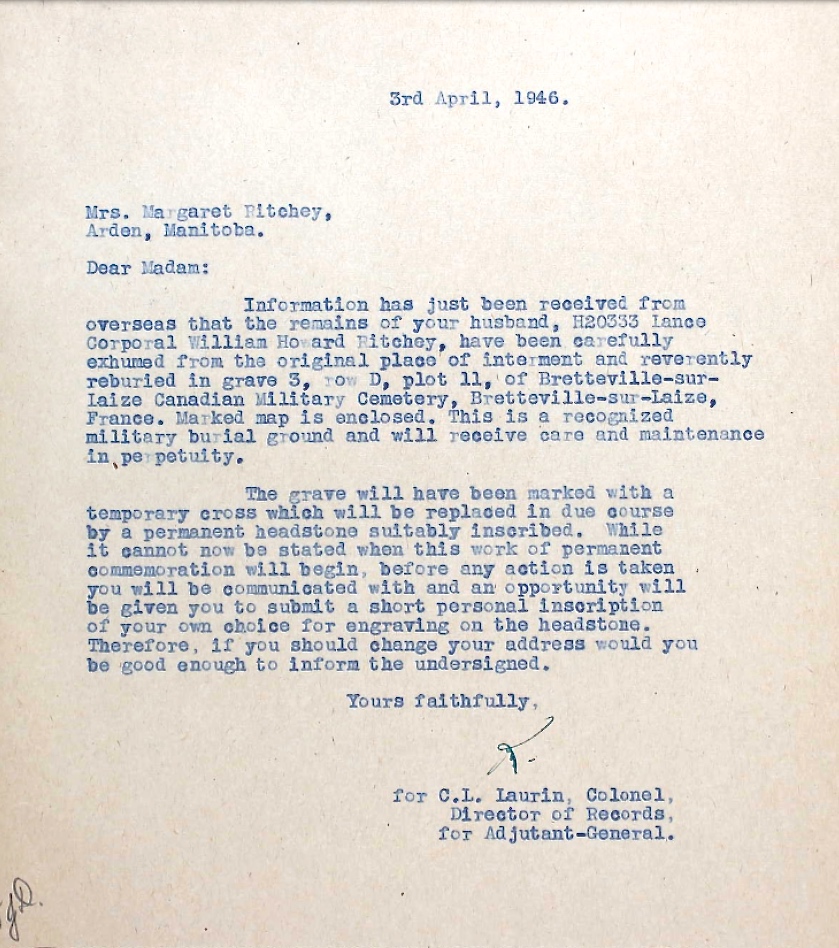 3rd April, 1946.
Mrs. Margaret Ritchey,
Arden, Manitoba.
Dear Madam:
Information has just been received from
overseas that the remains of your husband, H20333 Lance
Corporal William Howard Ritchey, have been carefully
exhumed from the original place of interment and reverently
reburied in grave 3, row D, plot 11, of Bretteville-sur-
Laize Canadian Military Cemetery, Bretteville-sur-Laize,
France. Marked map is enclosed. This is a recognized
military burial ground and will receive care and maintenance
in perpetuity.
The grave will have been marked with a
temporary cross which will be replaced in due course
by a permanent headstone suitably inscribed. While
it cannot now be stated when this work of permanent
commemoration will begin, before any action is taken
you will be communicated with and an opportunity will
be given you to submit a short personal inscription
of your own choice for engraving on the headstone.
Therefore, if you should change your address would you
be good enough to inform the undersigned.
Yours faithfully,
for C.L. Laurin, Colonel,
Director of Records,
for Adjutant-General.